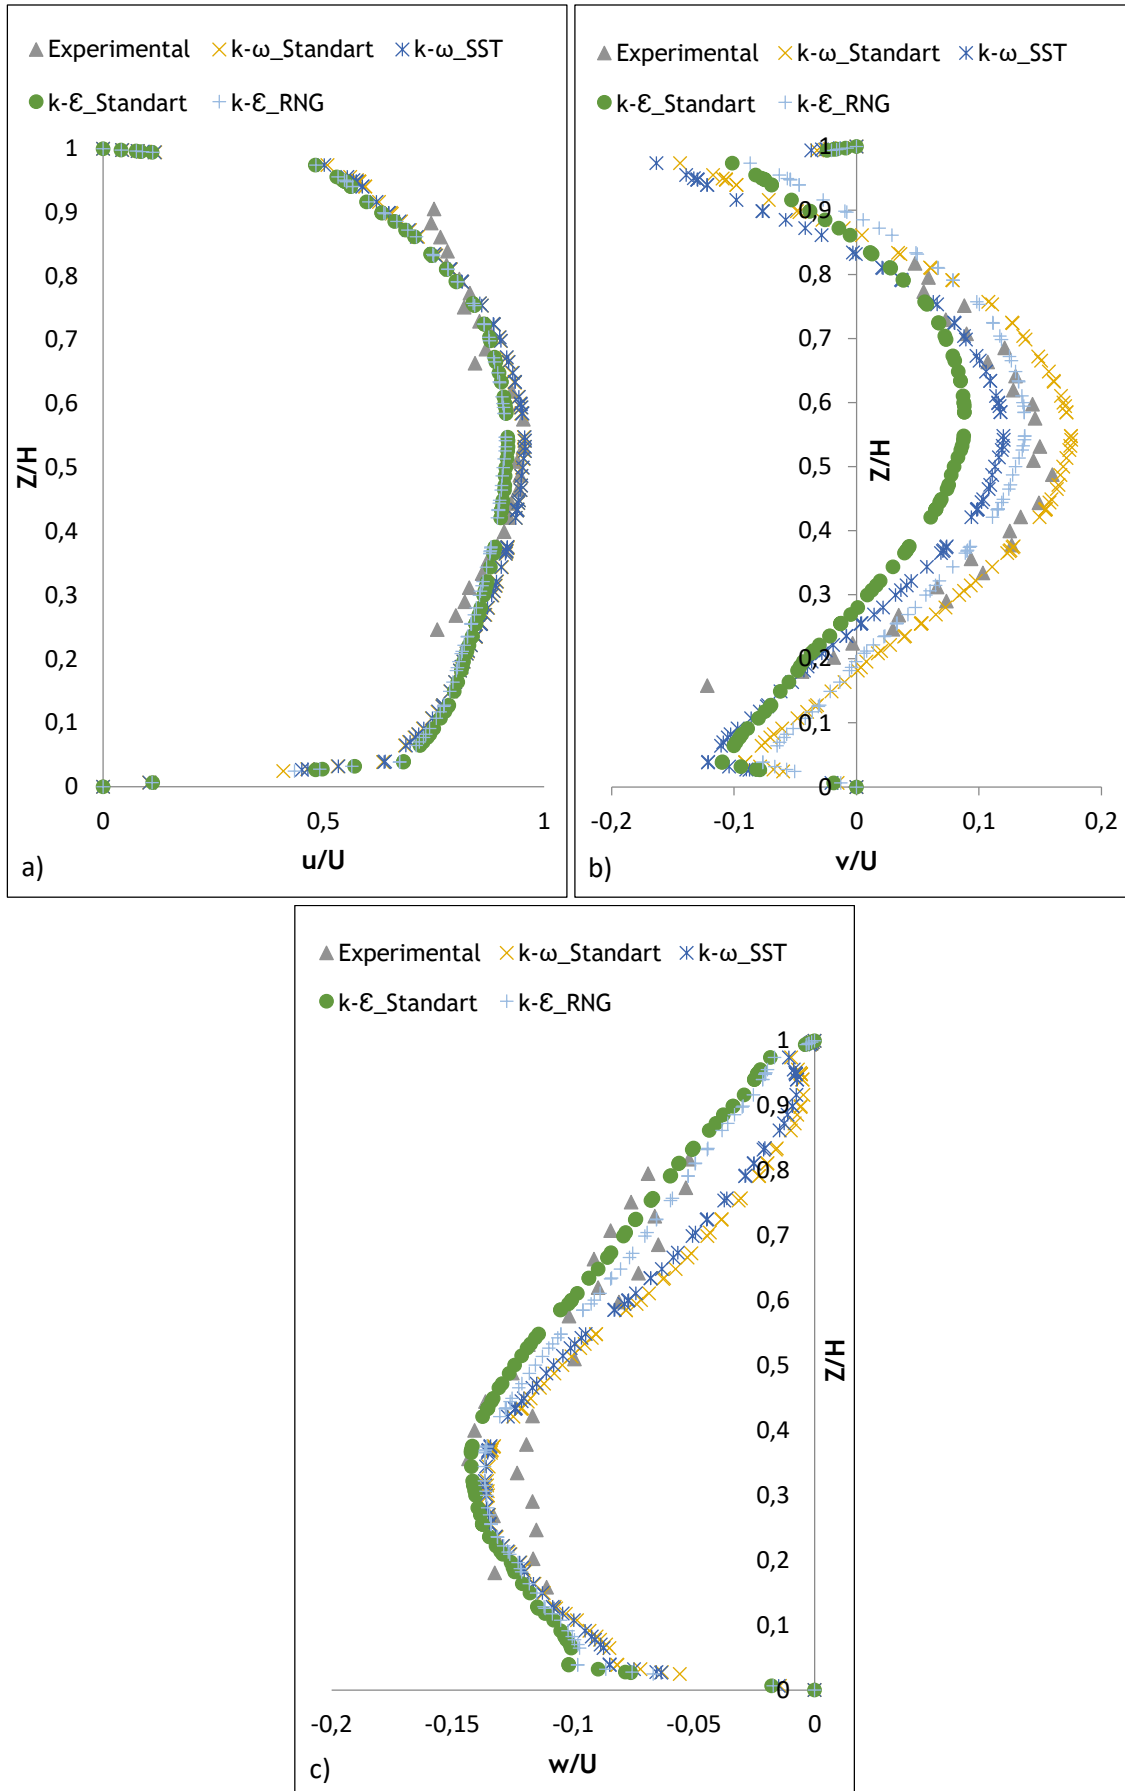 Experimental k-ω_Standart k-ω_SST
k-Ɛ_Standart k-Ɛ_RNG
1
0,9
0,8
0,7
0,6
0,5
0,4
0,3
0,2
0,1
0
Z/H
0 0,5 1
u/U
a)
Experimental k-ω_Standart k-ω_SST
k-Ɛ_Standart k-Ɛ_RNG
1
0,9
0,8
0,7
0,6
0,5
0,4
0,3
0,2
0,1
0
Z/H
-0,2 -0,1 0 0,1 0,2
v/U
b)
Experimental k-ω_Standart k-ω_SST
k-Ɛ_Standart k-Ɛ_RNG
1
0,9
0,8
0,7
0,6
0,5
0,4
0,3
0,2
0,1
0
Z/H
-0,2 -0,15 -0,1 -0,05 0
w/U
c)